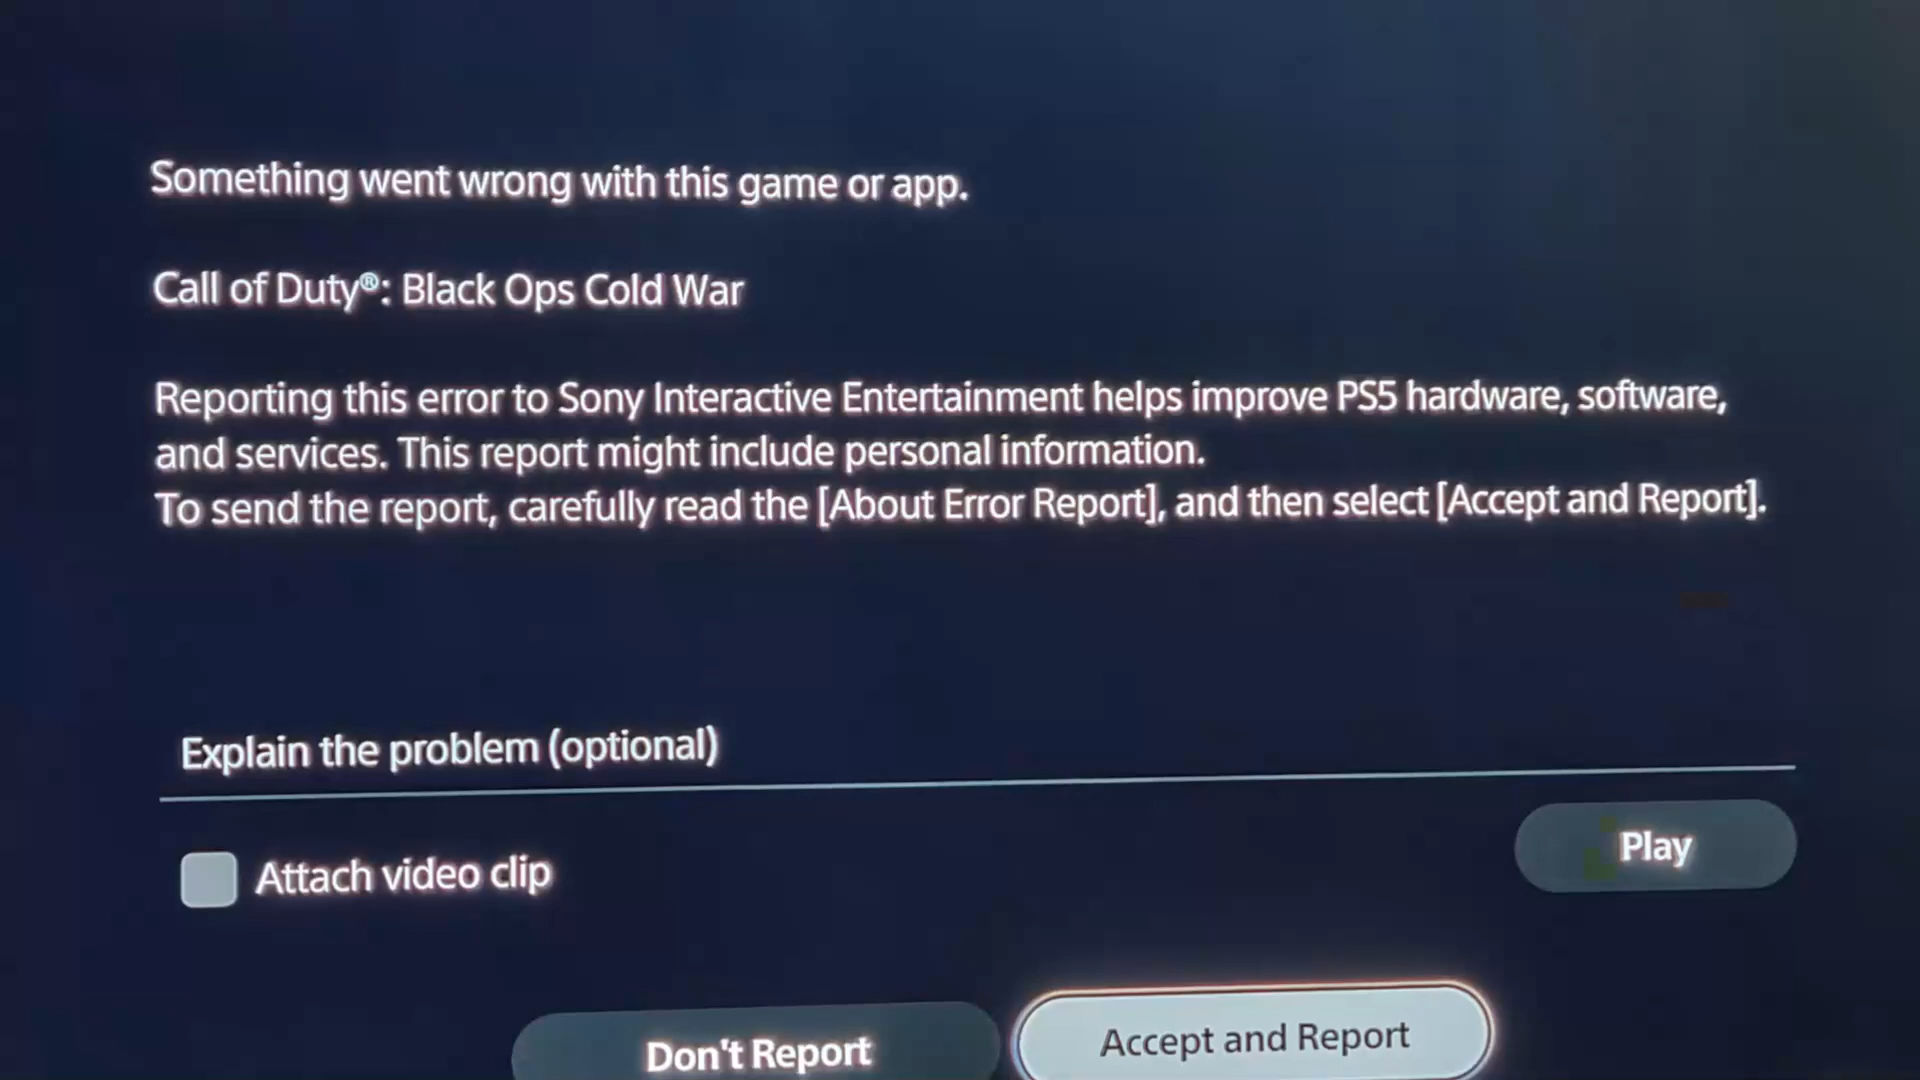 Something went wrong with this game or app.
Call of Duty®: Black Ops Cold War
Reporting this error to Sony Interactive Entertainment helps improve PS5 hardware, software,
and services. This report might include personal information.
To send the report, carefully read the [About Error Report], and then select [Accept and Report].
Explain the problem (optional)
Attach video clip
Play
Don't Report
Accept and Report